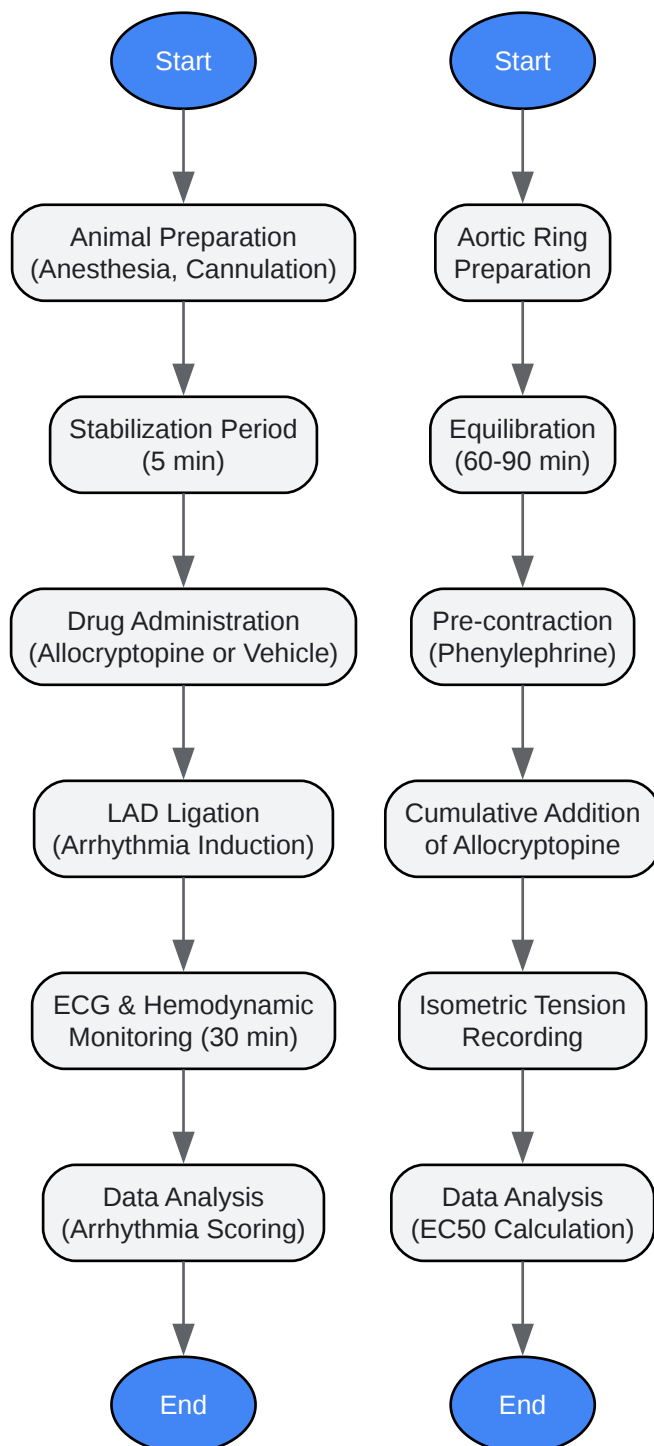 Start
Animal Preparation
(Anesthesia, Cannulation)
Stabilization Period
(5 min)
Drug Administration
(Allocryptopine or Vehicle)
LAD Ligation
(Arrhythmia Induction)
ECG & Hemodynamic
Monitoring (30 min)
Data Analysis
(Arrhythmia Scoring)
End
Start
Aortic Ring
Preparation
Equilibration
(60-90 min)
Pre-contraction
(Phenylephrine)
Cumulative Addition
of Allocryptopine
Isometric Tension
Recording
Data Analysis
(EC50 Calculation)
End